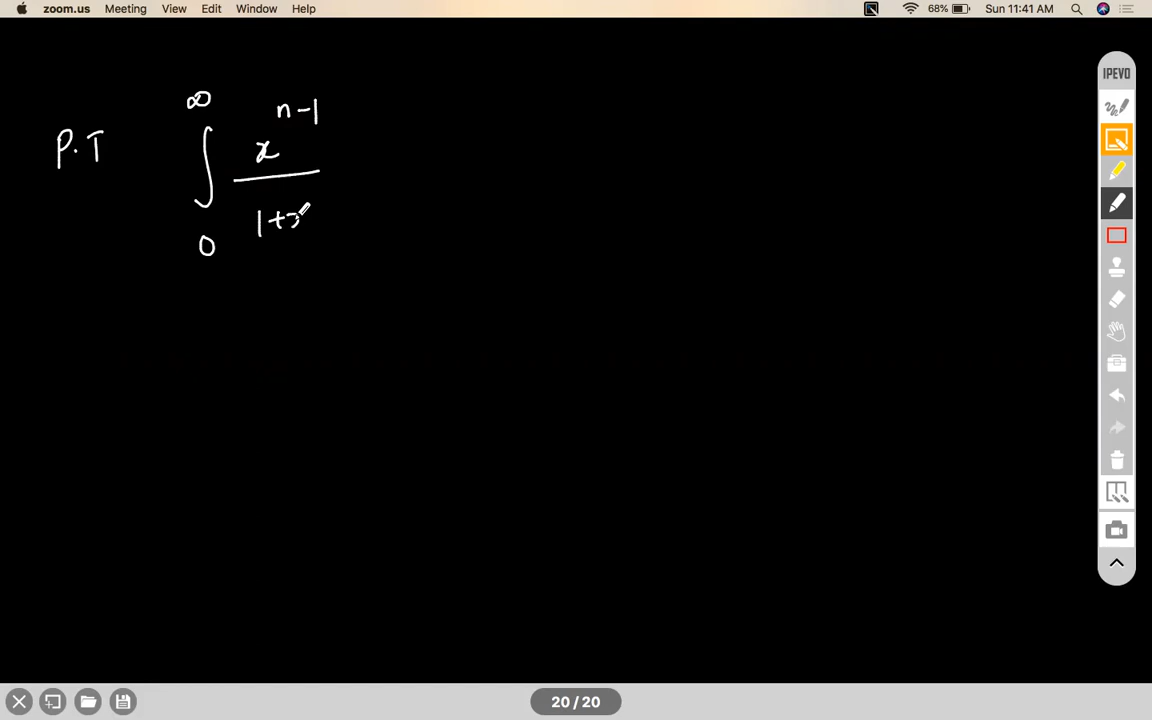 zoom.us Meeting View Edit Window Help 68% Sun 11:41 AM
IPEVO
∞
n-1
P.T ∫ x
1+
0
20 / 20